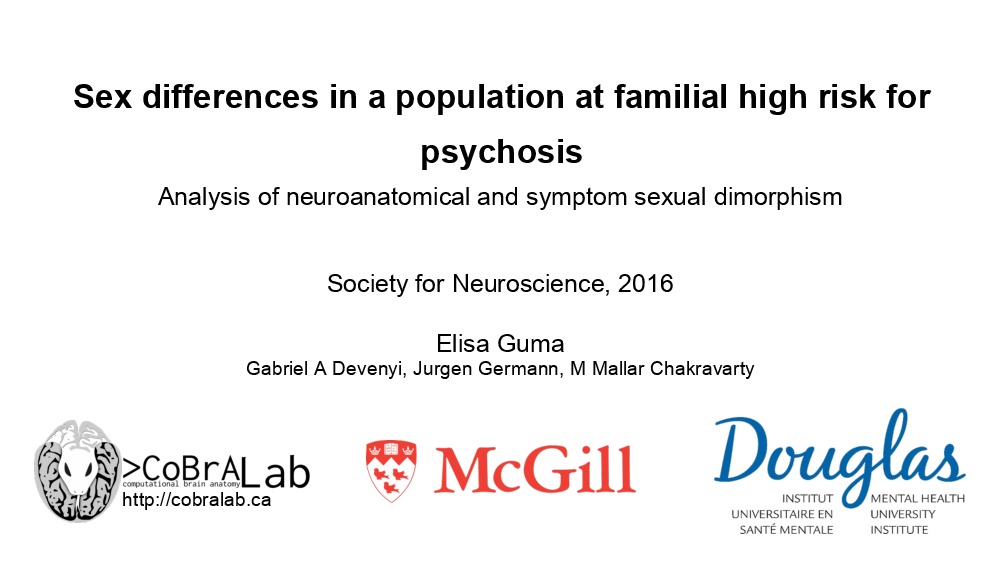 Sex differences in a population at familial high risk for
psychosis
Analysis of neuroanatomical and symptom sexual dimorphism
Society for Neuroscience, 2016
Elisa Guma
Gabriel A Devenyi, Jurgen Germann, M Mallar Chakravarty
>CoBrALab
computational brain anatomy
http://cobralab.ca
McGill
Douglas
INSTITUT
UNIVERSITAIRE EN
SANTÉ MENTALE
MENTAL HEALTH
UNIVERSITY
INSTITUTE